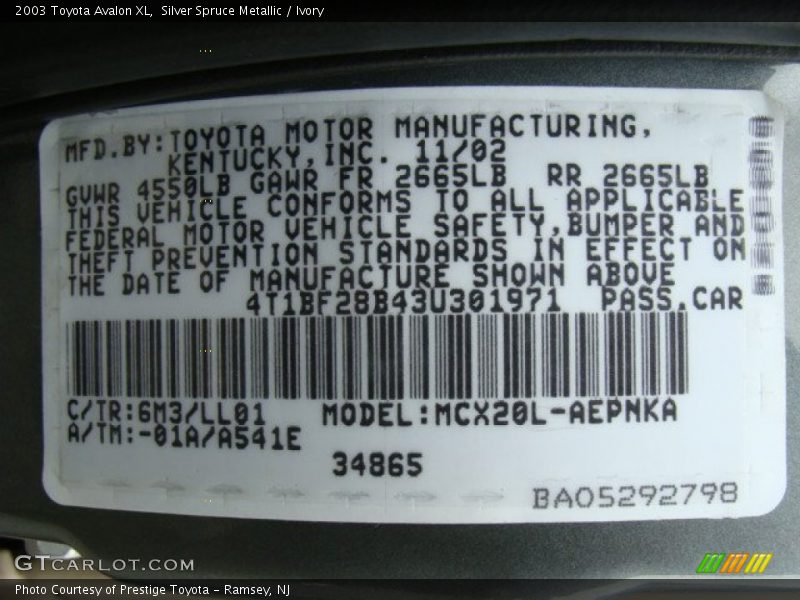 2003 Toyota Avalon XL,  Silver Spruce Metallic / Ivory
MFD.BY:TOYOTA MOTOR MANUFACTURING,
KENTUCKY,INC. 11/02
GVWR 4550LB GAWR FR 2665LB RR 2665LB
THIS VEHICLE CONFORMS TO ALL APPLICABLE
FEDERAL MOTOR VEHICLE SAFETY,BUMPER AND
THEFT PREVENTION STANDARDS IN EFFECT ON
THE DATE OF MANUFACTURE SHOWN ABOVE
4T1BF28B43U301971 PASS.CAR
C/TR:6M3/LL01 MODEL:MCX20L-AEPNKA
A/TM:-01A/A541E
34865
BA05292798
GTCARLOT.COM
Photo Courtesy of Prestige Toyota - Ramsey, NJ